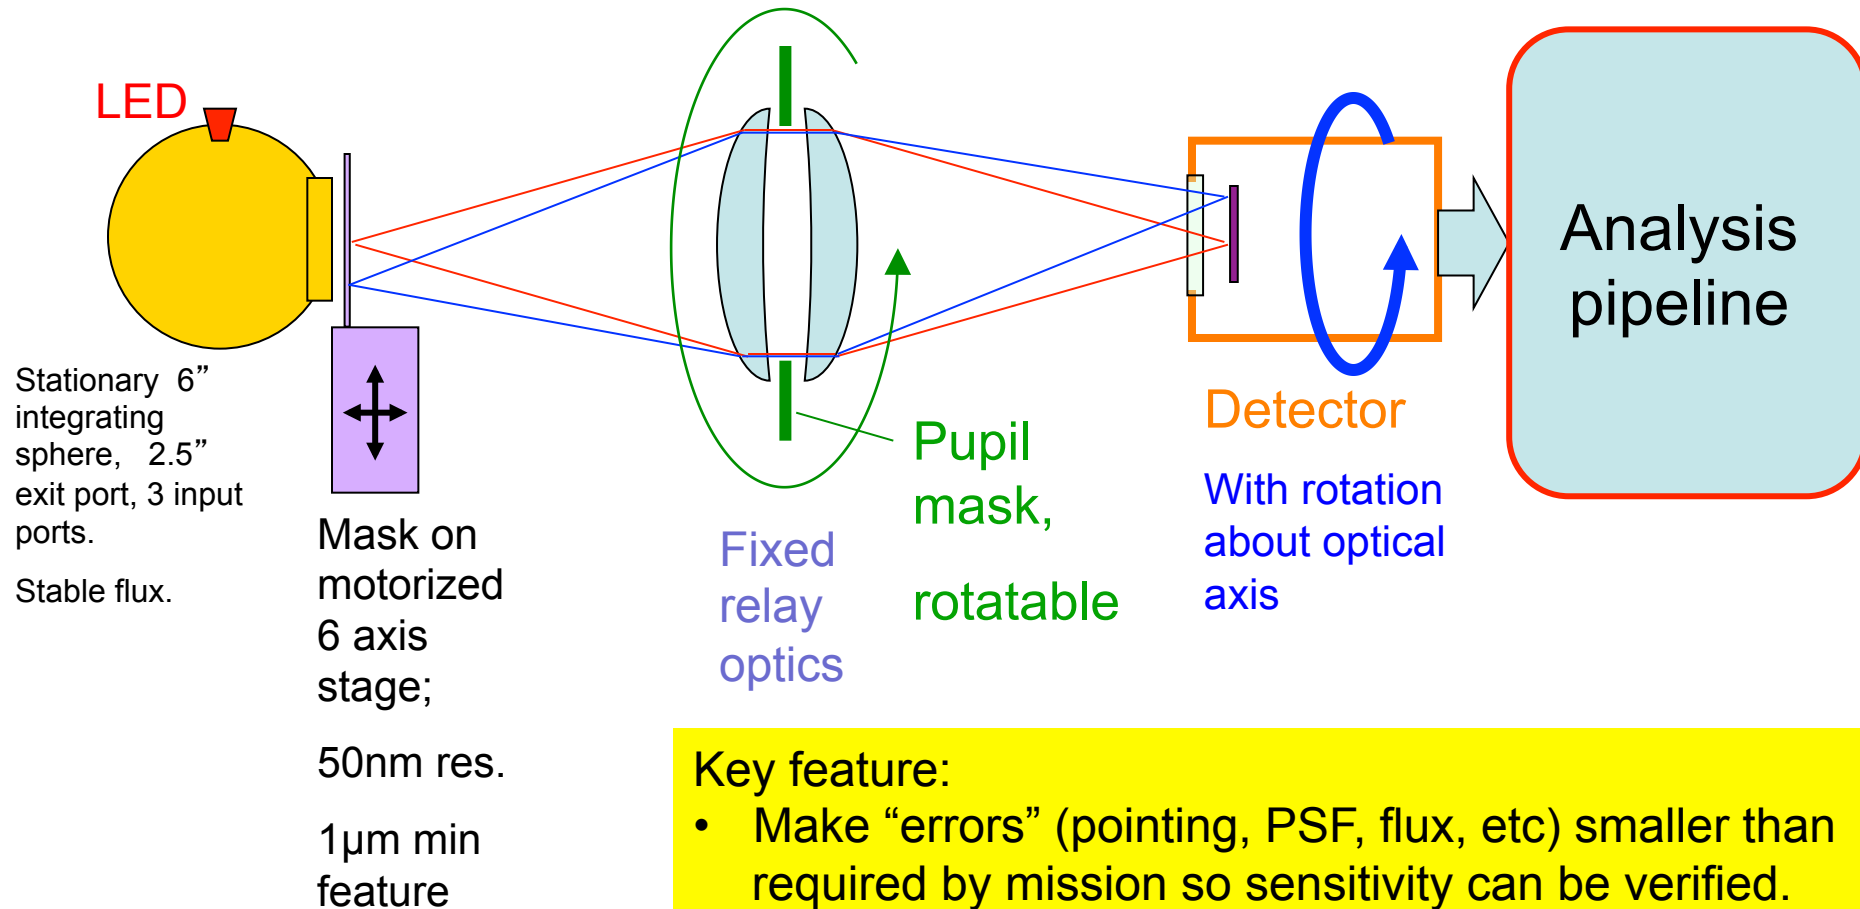 LED
Stationary 6”
integrating
sphere, 2.5”
exit port, 3 input
ports.
Stable flux.
Mask on
motorized
6 axis
stage;
50nm res.
1µm min
feature
Fixed
relay
optics
Pupil
mask,
rotatable
Detector
With rotation
about optical
axis
Analysis
pipeline
Key feature:
• Make “errors” (pointing, PSF, flux, etc) smaller than
required by mission so sensitivity can be verified.